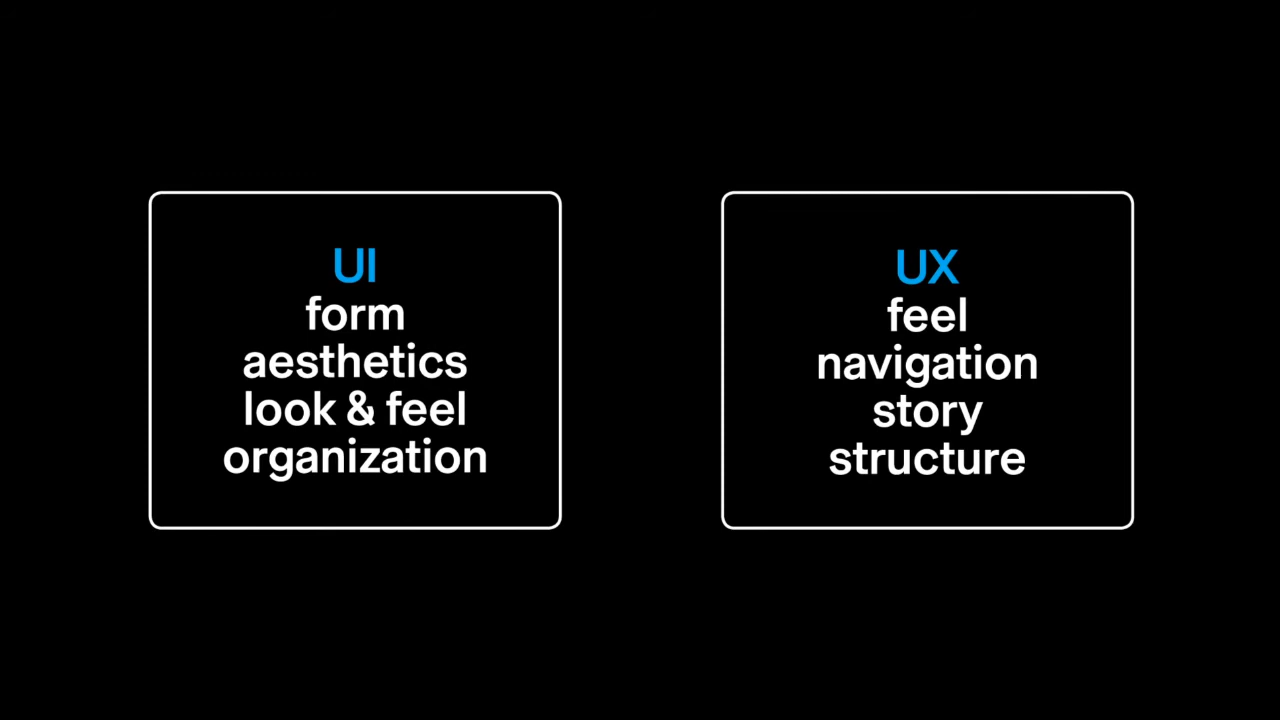 UI
form
aesthetics
look & feel
organization
UX
feel
navigation
story
structure